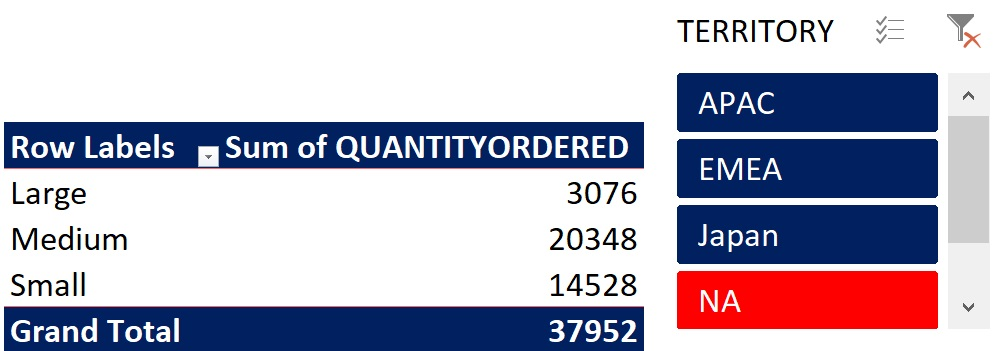 TERRITORY
APAC
EMEA
Japan
NA
Row Labels Sum of QUANTITYORDERED
Large 3076
Medium 20348
Small 14528
Grand Total 37952